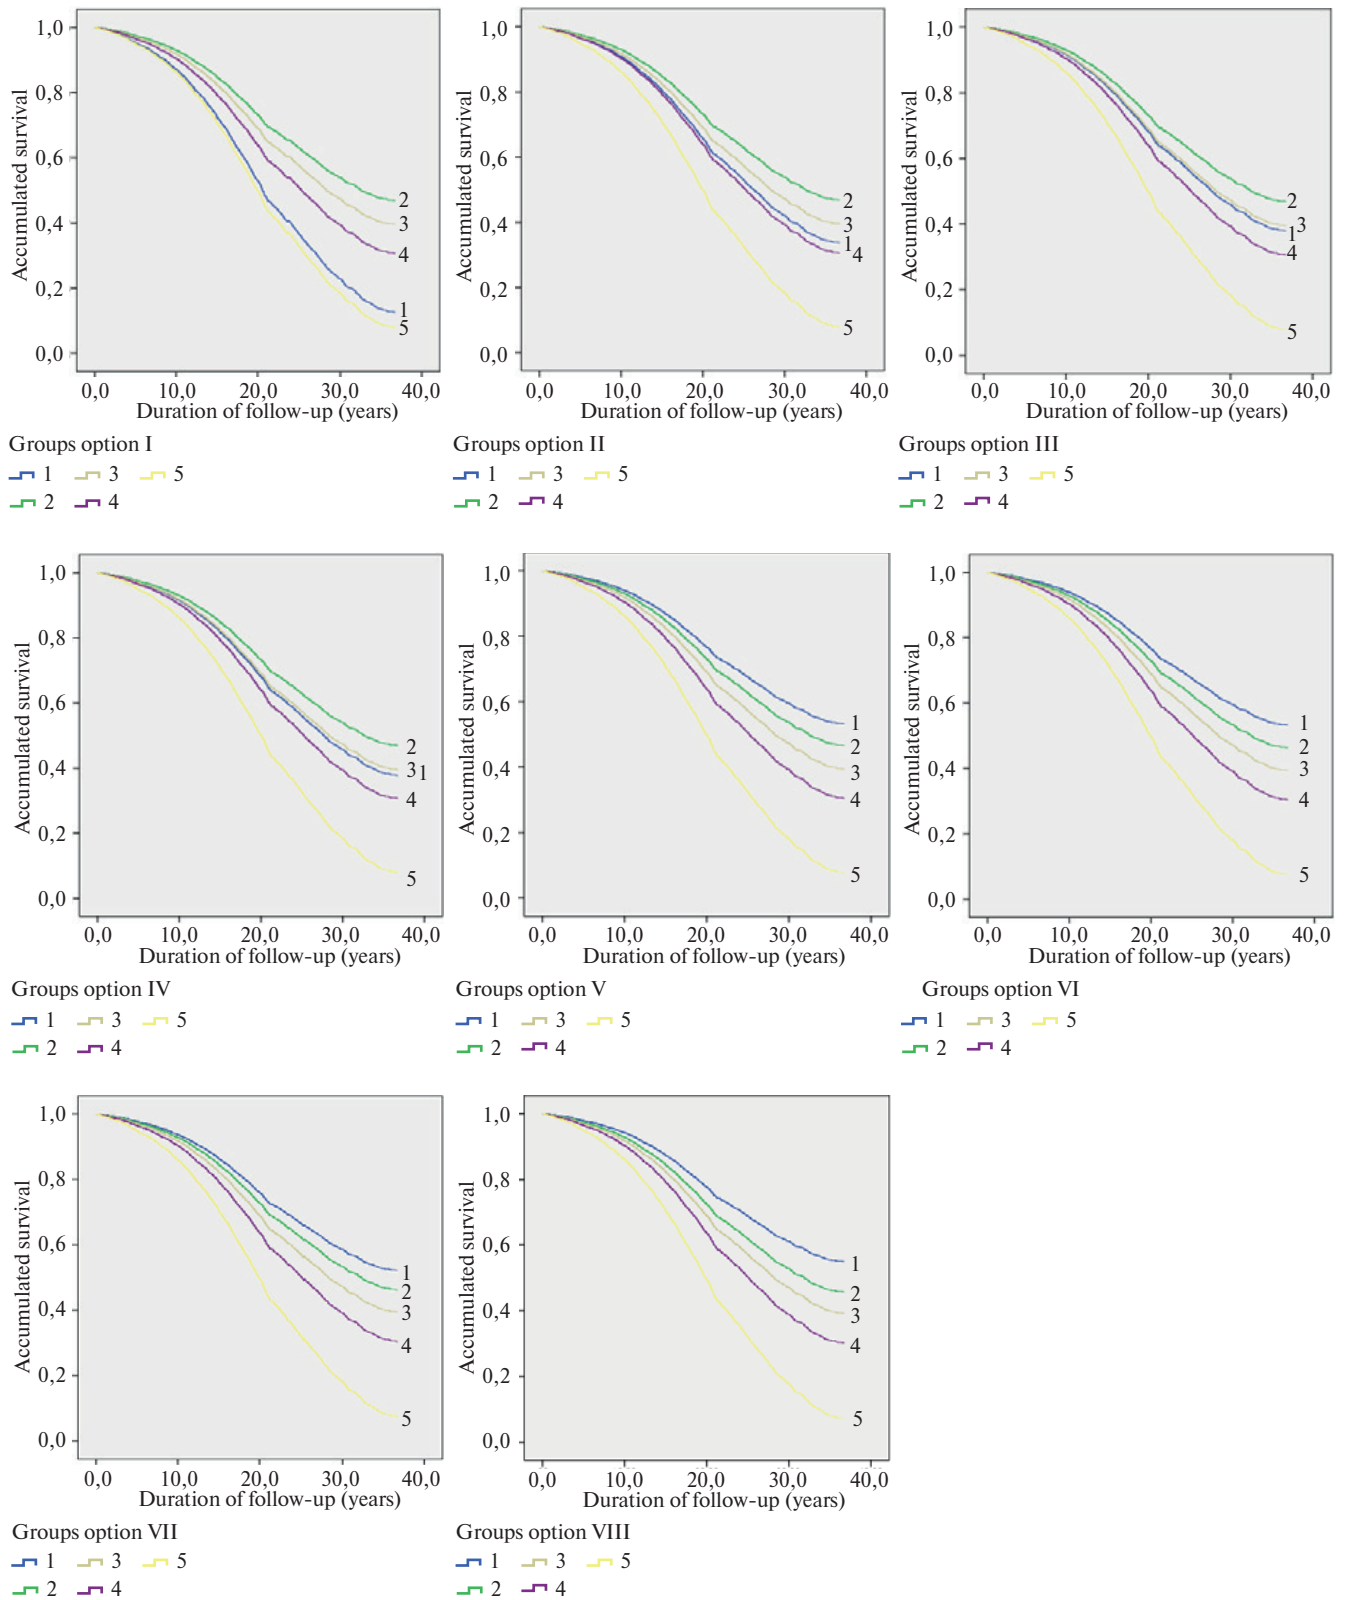 Accumulated survival
1,0
0,8
0,6
0,4
0,2
0,0
2
3
4
1
5
0,0 10,0 20,0 30,0 40,0
Duration of follow-up (years)
Groups option I
1 3 5
2 4
Accumulated survival
1,0
0,8
0,6
0,4
0,2
0,0
2
3
1 4
5
0,0 10,0 20,0 30,0 40,0
Duration of follow-up (years)
Groups option II
1 3 5
2 4
Accumulated survival
1,0
0,8
0,6
0,4
0,2
0,0
2
1 3
4
5
0,0 10,0 20,0 30,0 40,0
Duration of follow-up (years)
Groups option III
1 3 5
2 4
Accumulated survival
1,0
0,8
0,6
0,4
0,2
0,0
2
3 1
4
5
0,0 10,0 20,0 30,0 40,0
Duration of follow-up (years)
Groups option IV
1 3 5
2 4
Accumulated survival
1,0
0,8
0,6
0,4
0,2
0,0
1
2
3
4
5
0,0 10,0 20,0 30,0 40,0
Duration of follow-up (years)
Groups option V
1 3 5
2 4
Accumulated survival
1,0
0,8
0,6
0,4
0,2
0,0
1
2
3
4
5
0,0 10,0 20,0 30,0 40,0
Duration of follow-up (years)
Groups option VI
1 3 5
2 4
Accumulated survival
1,0
0,8
0,6
0,4
0,2
0,0
1
2
3
4
5
0,0 10,0 20,0 30,0 40,0
Duration of follow-up (years)
Groups option VII
1 3 5
2 4
Accumulated survival
1,0
0,8
0,6
0,4
0,2
0,0
1
2
3
4
5
0,0 10,0 20,0 30,0 40,0
Duration of follow-up (years)
Groups option VIII
1 3 5
2 4